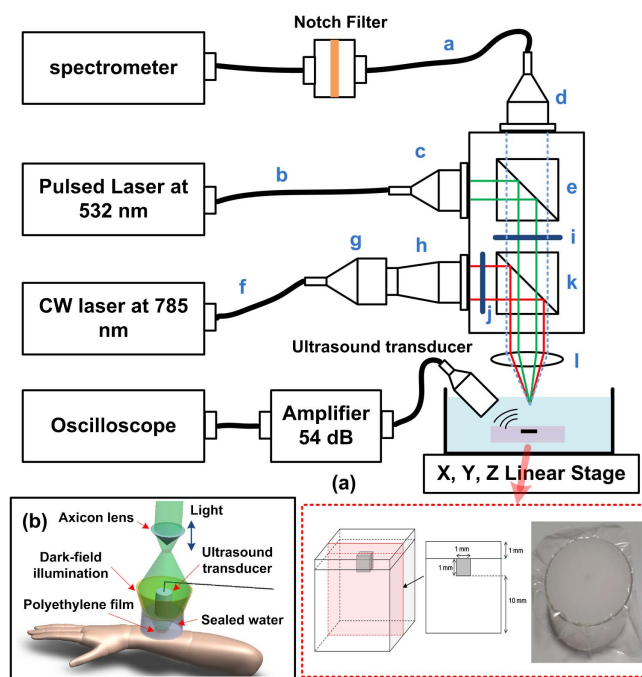 Notch Filter
a
spectrometer
d
Pulsed Laser at
532 nm
b
c
e
i
g
h
f
j
k
CW laser at 785
nm
Ultrasound transducer
l
Oscilloscope
Amplifier
54 dB
X, Y, Z Linear Stage
(a)
(b)
Light
Axicon lens
Dark-field
illumination
Ultrasound
transducer
Polyethylene film
Sealed water
1 mm
1 mm
1 mm
10 mm